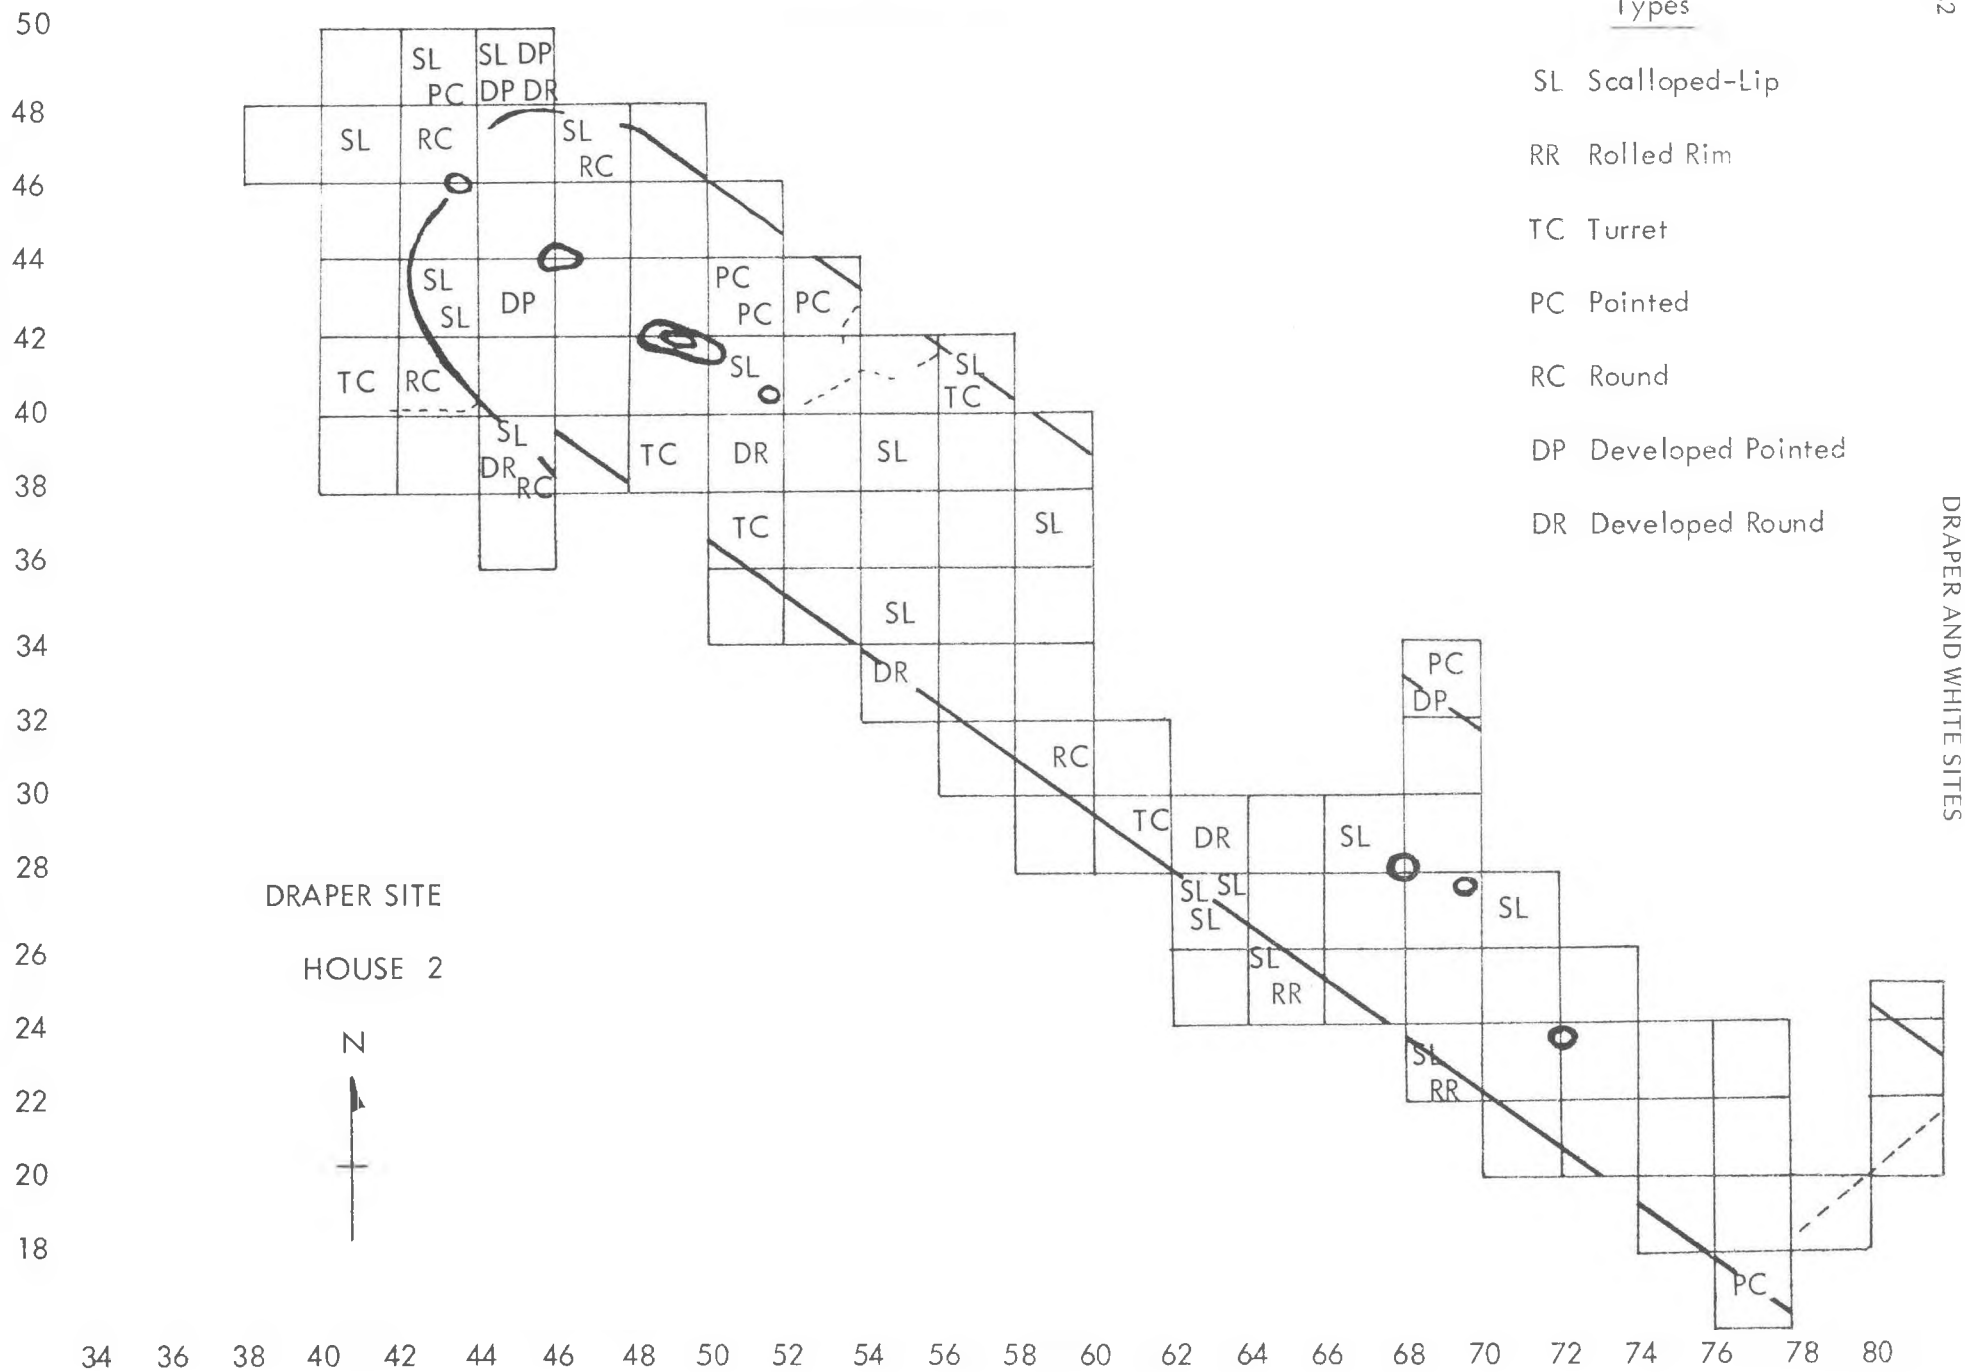 Types
SL Scalloped-Lip
RR Rolled Rim
TC Turret
PC Pointed
RC Round
DP Developed Pointed
DR Developed Round
DRAPER AND WHITE SITES
50
48
46
44
42
40
38
36
34
32
30
28
26
24
22
20
18
SL
SL DP
PC
DP DR
SL
RC
SL
RC
SL
SL
DP
PC
PC
PC
TC
RC
SL
SL
TC
SL
DR
RC
TC
DR
SL
TC
SL
SL
DR
PC
DP
RC
TC
DR
SL
SL SL
SL
SL
SL
RR
SL
RR
PC
DRAPER SITE
HOUSE 2
N
34 36 38 40 42 44 46 48 50 52 54 56 58 60 62 64 66 68 70 72 74 76 78 80